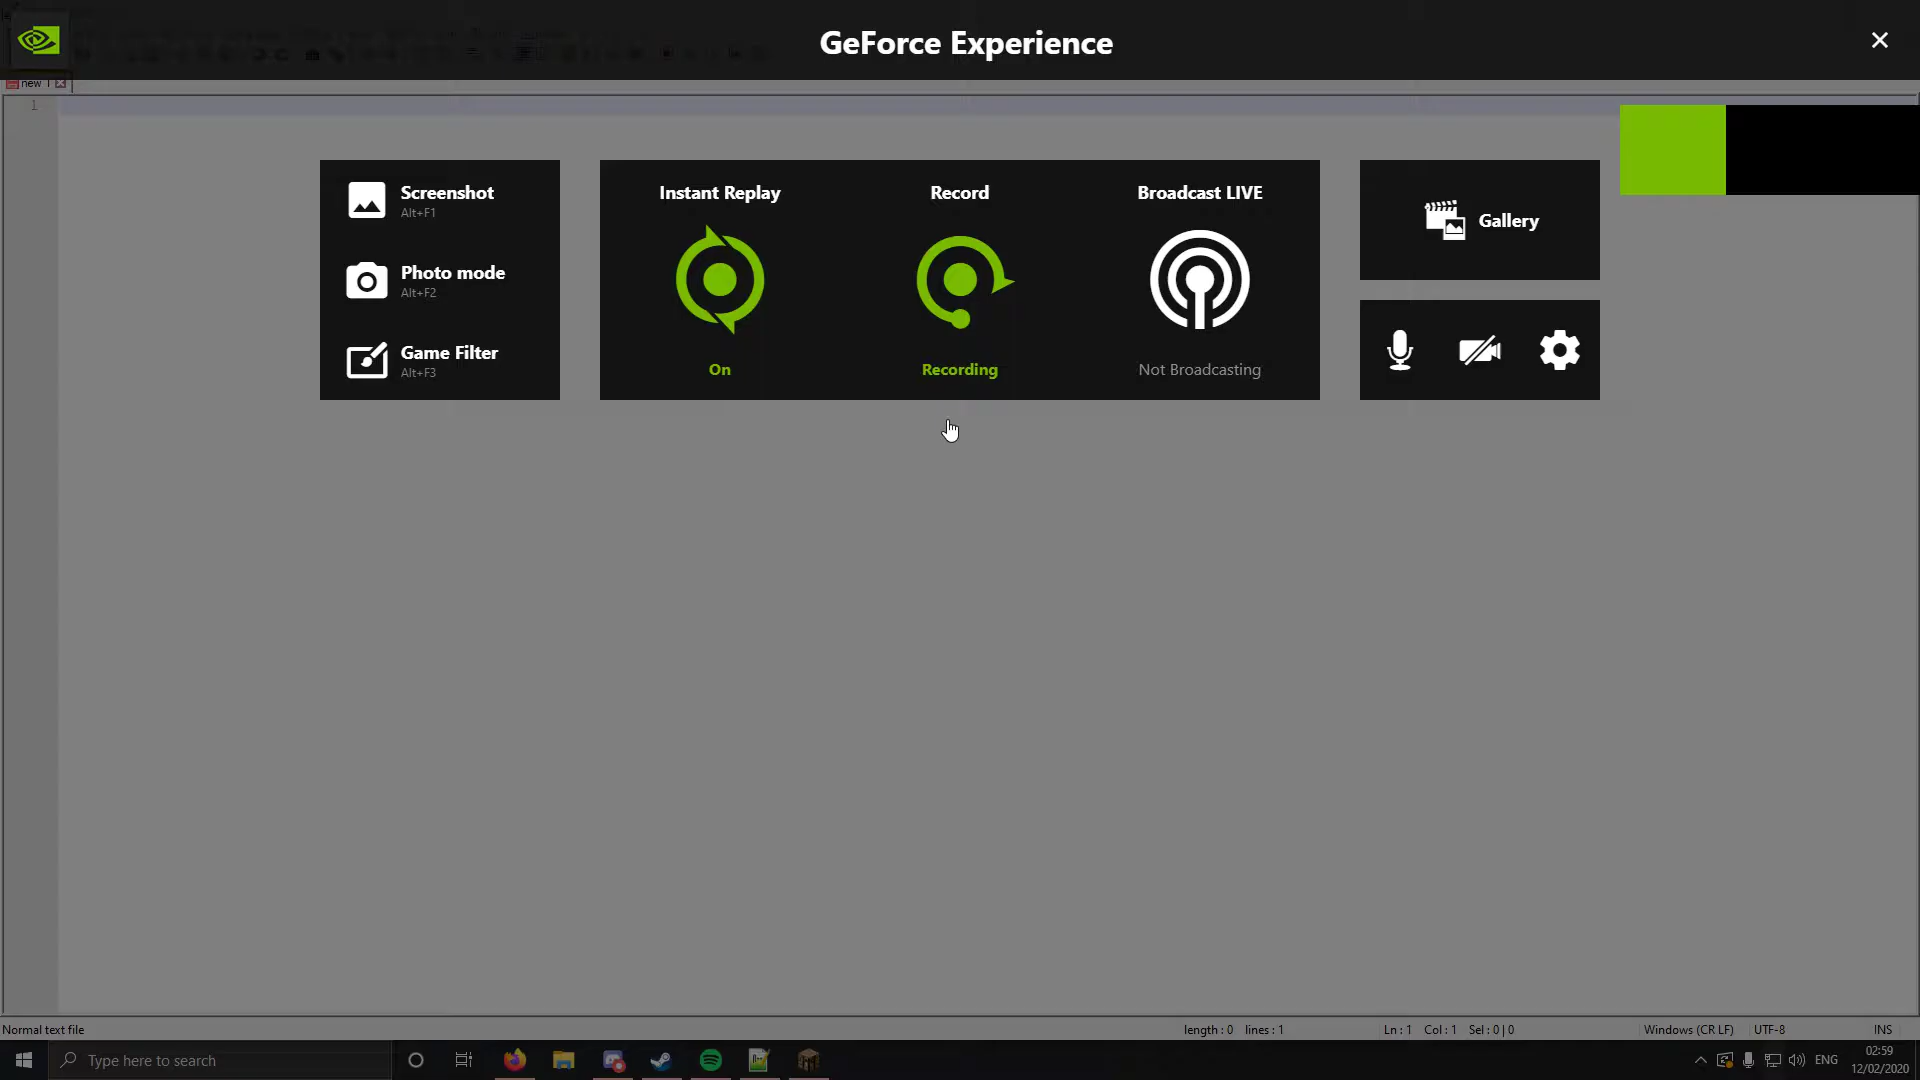 GeForce Experience
new 1
1
Screenshot
Alt+F1
Photo mode
Alt+F2
Game Filter
Alt+F3
Instant Replay
On
Record
Recording
Broadcast LIVE
Not Broadcasting
Gallery
Normal text file
length : 0 lines : 1
Ln : 1 Col : 1 Sel : 0 | 0
Windows (CR LF)
UTF-8
INS
Type here to search
ENG
02:59
12/02/2020